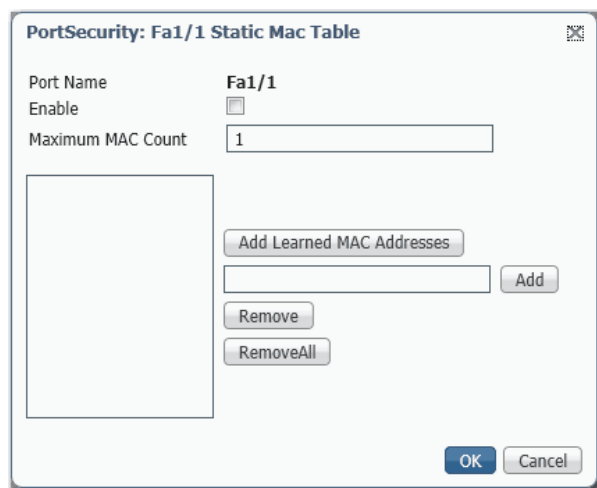 PortSecurity: Fa1/1 Static Mac Table
Port Name Fa1/1
Enable
Maximum MAC Count 1
Add Learned MAC Addresses
Add
Remove
RemoveAll
OK Cancel